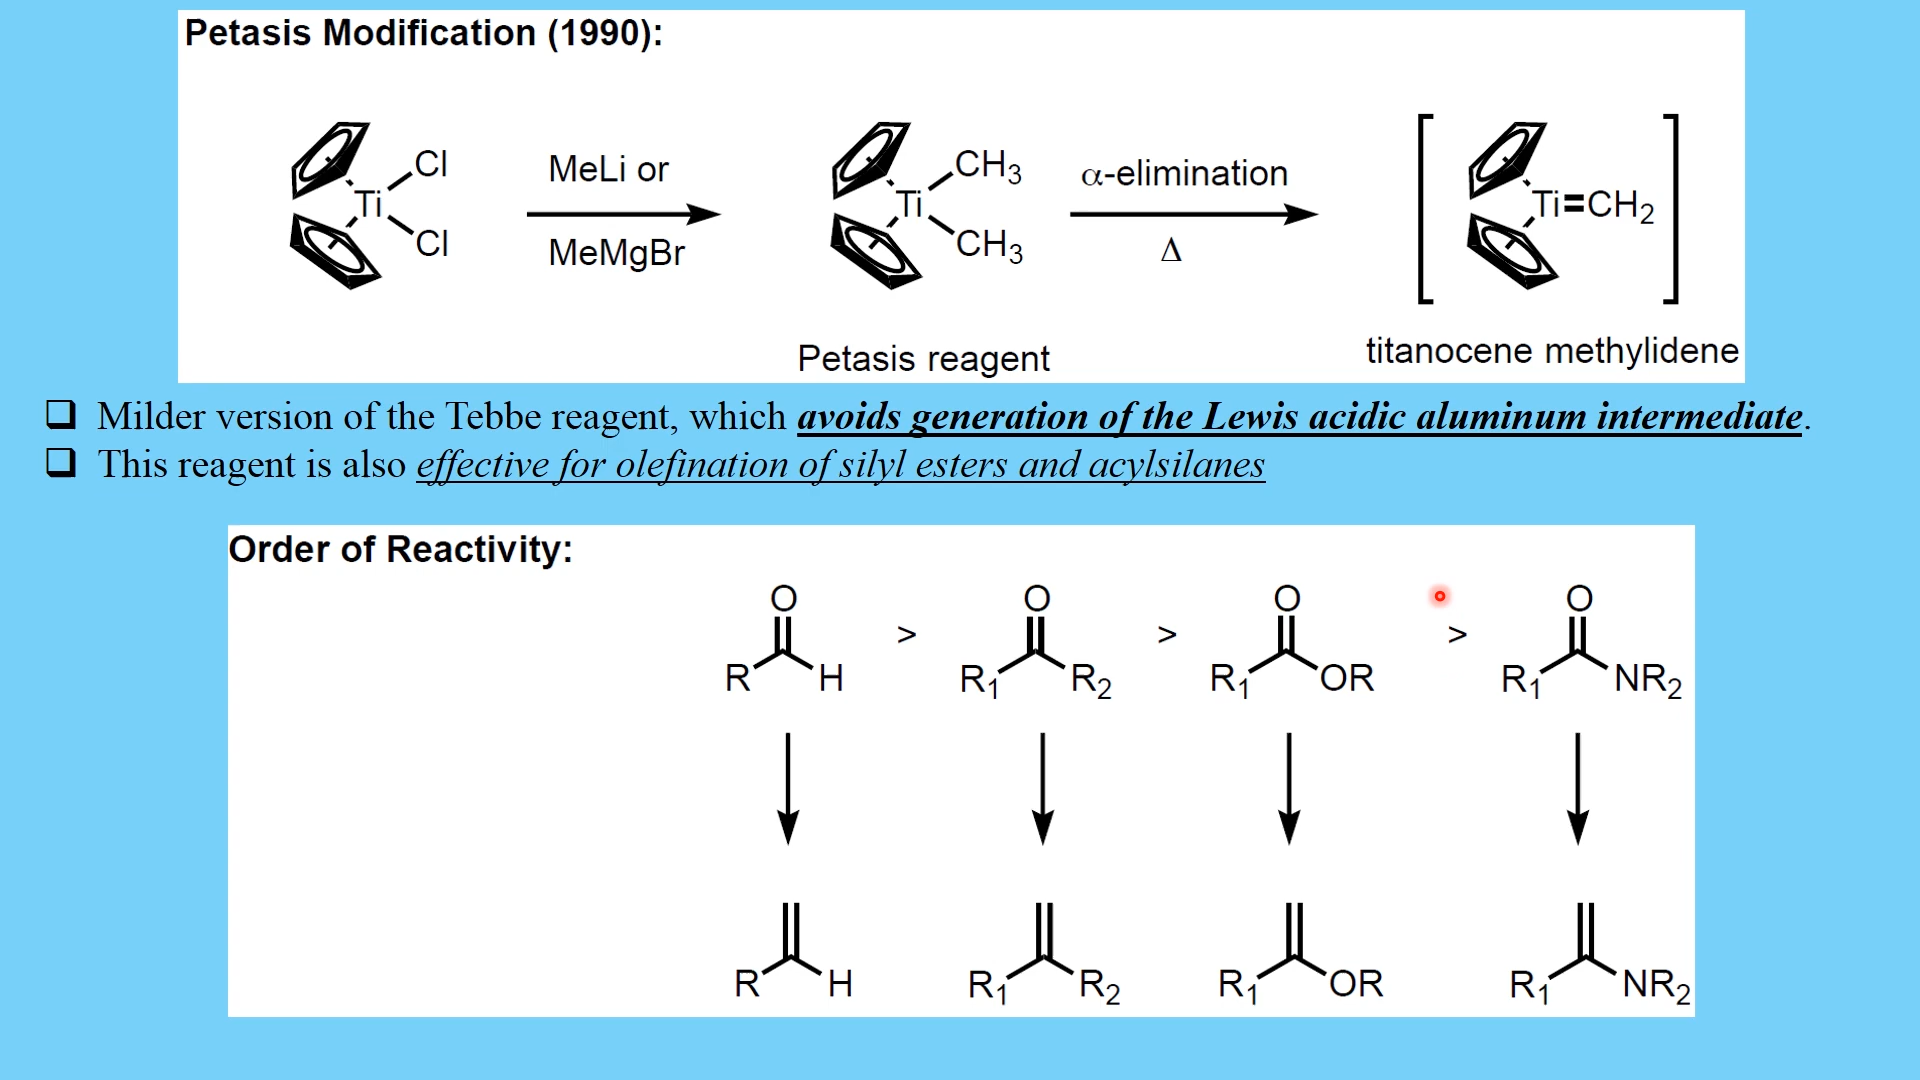 Petasis Modification (1990):
Cl
Ti
Cl
MeLi or
MeMgBr
CH3
Ti
CH3
α-elimination
Δ
Ti=CH2
Petasis reagent
titanocene methylidene
❑ Milder version of the Tebbe reagent, which avoids generation of the Lewis acidic aluminum intermediate.
❑ This reagent is also effective for olefination of silyl esters and acylsilanes
Order of Reactivity:
O > O > O > O
R H R1 R2 R1 OR R1 NR2
R H R1 R2 R1 OR R1 NR2